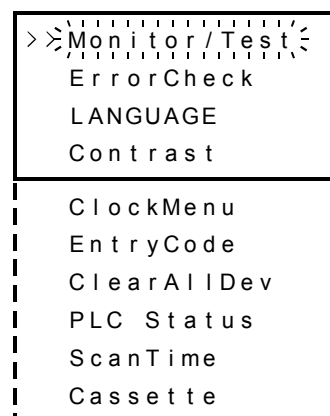 >>Monitor/Test
ErrorCheck
LANGUAGE
Contrast
ClockMenu
EntryCode
ClearAllDev
PLC Status
ScanTime
Cassette